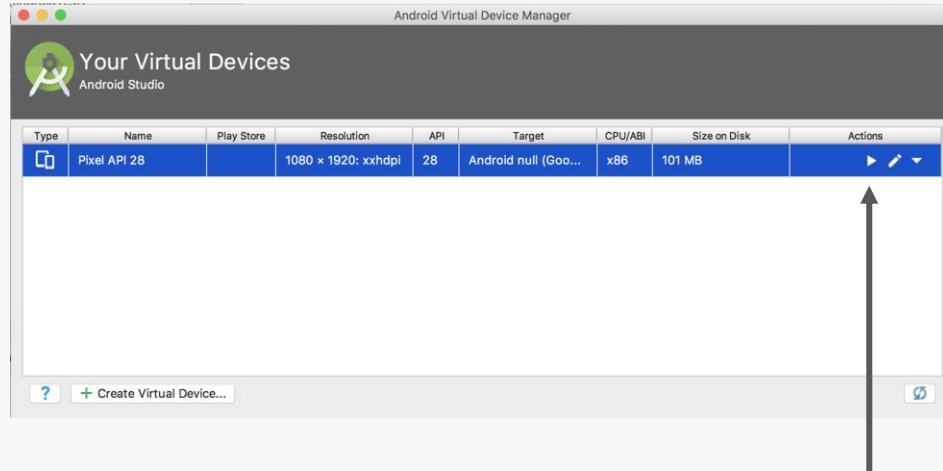 Android Virtual Device Manager
Your Virtual Devices
Android Studio
Type Name Play Store Resolution API Target CPU/ABI Size on Disk Actions
Pixel API 28 1080 × 1920: xxhdpi 28 Android null (Goo... x86 101 MB
? + Create Virtual Device...